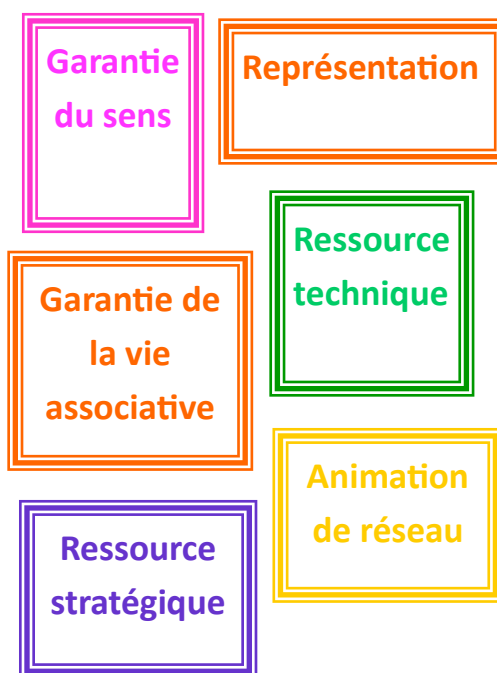 Garantie
du sens
Représentation
Ressource
technique
Garantie de
la vie
associative
Animation
de réseau
Ressource
stratégique